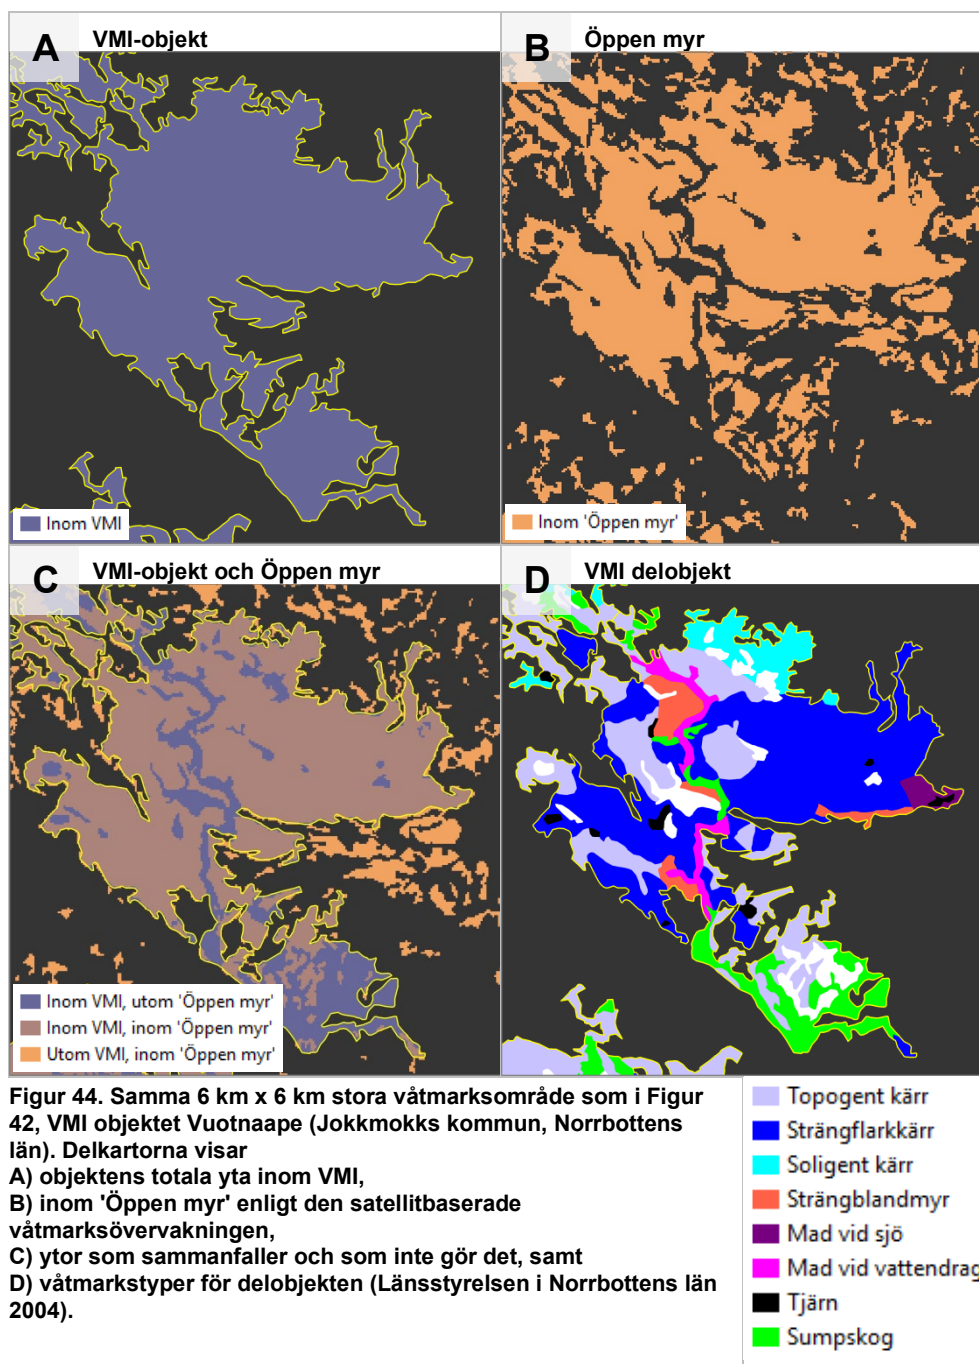 A VMI-objekt
B Öppen myr
Inom VMI
Inom 'Öppen myr'
C VMI-objekt och Öppen myr
D VMI delobjekt
Inom VMI, utom 'Öppen myr'
Inom VMI, inom 'Öppen myr'
Utom VMI, inom 'Öppen myr'
Figur 44. Samma 6 km x 6 km stora våtmarksområde som i Figur
42, VMI objektet Vuotnaape (Jokkmokks kommun, Norrbottens
län). Delkartorna visar
A) objektens totala yta inom VMI,
B) inom 'Öppen myr' enligt den satellitbaserade
våtmarksövervakningen,
C) ytor som sammanfaller och som inte gör det, samt
D) våtmarkstyper för delobjekten (Länsstyrelsen i Norrbottens län
2004).
Topogent kärr
Strängflarkkärr
Soligent kärr
Strängblandmyr
Mad vid sjö
Mad vid vattendrag
Tjärn
Sumpskog